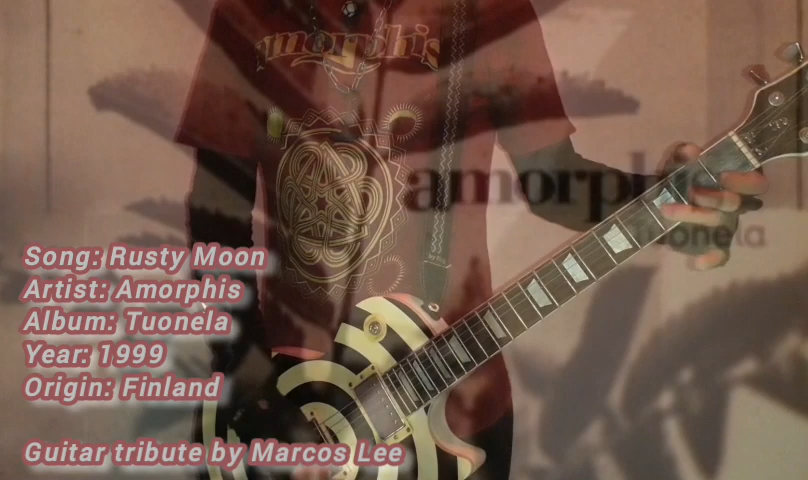 amorphis
amorphis
Tuonela
Song: Rusty Moon
Artist: Amorphis
Album: Tuonela
Year: 1999
Origin: Finland
Guitar tribute by Marcos Lee